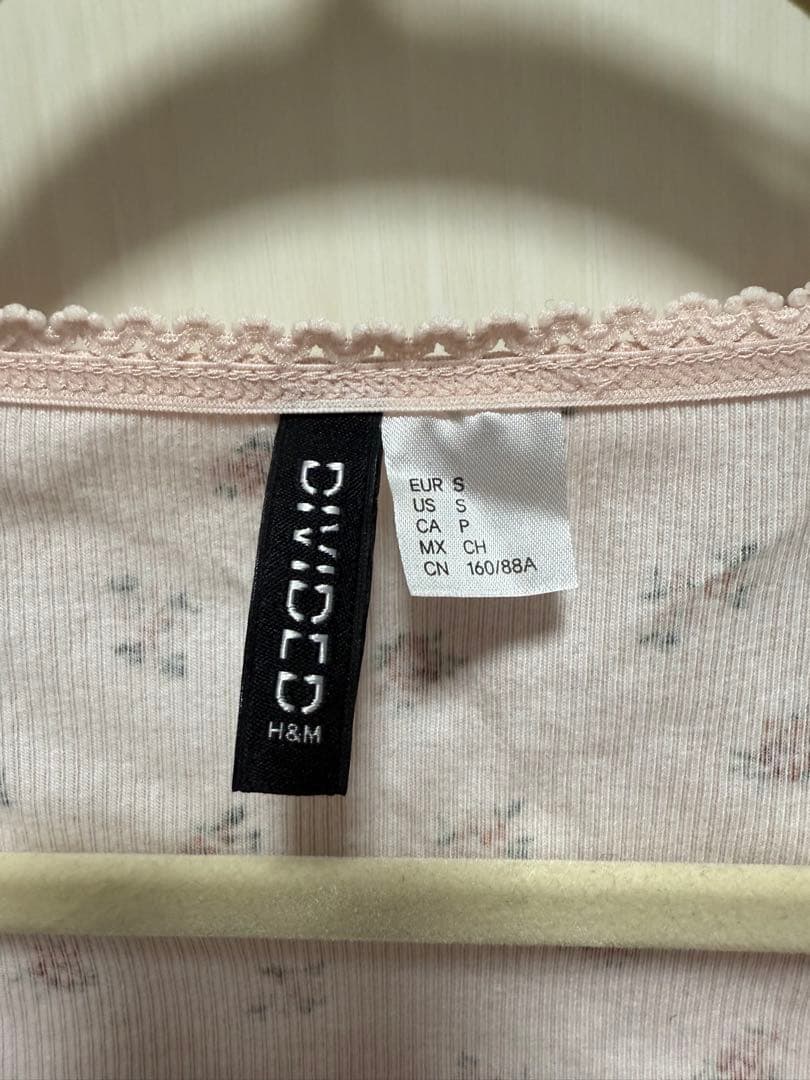 DIVIDED
H&M
EUR S
US S
CA P
MX CH
CN 160/88A